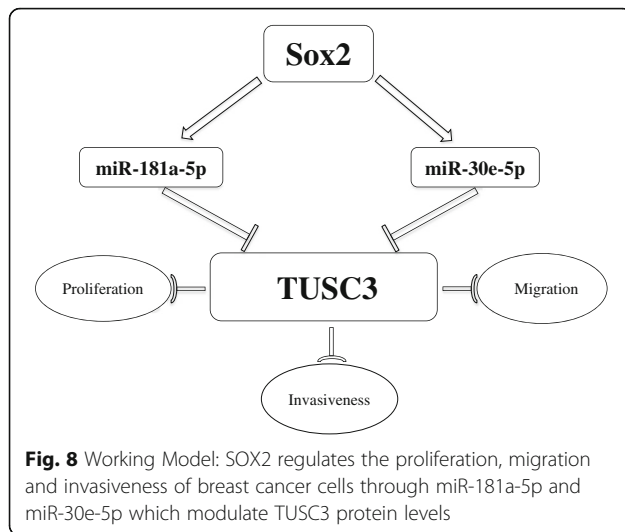 Sox2
miR-181a-5p
miR-30e-5p
TUSC3
Proliferation
Migration
Invasiveness
Fig. 8 Working Model: SOX2 regulates the proliferation, migration
and invasiveness of breast cancer cells through miR-181a-5p and
miR-30e-5p which modulate TUSC3 protein levels